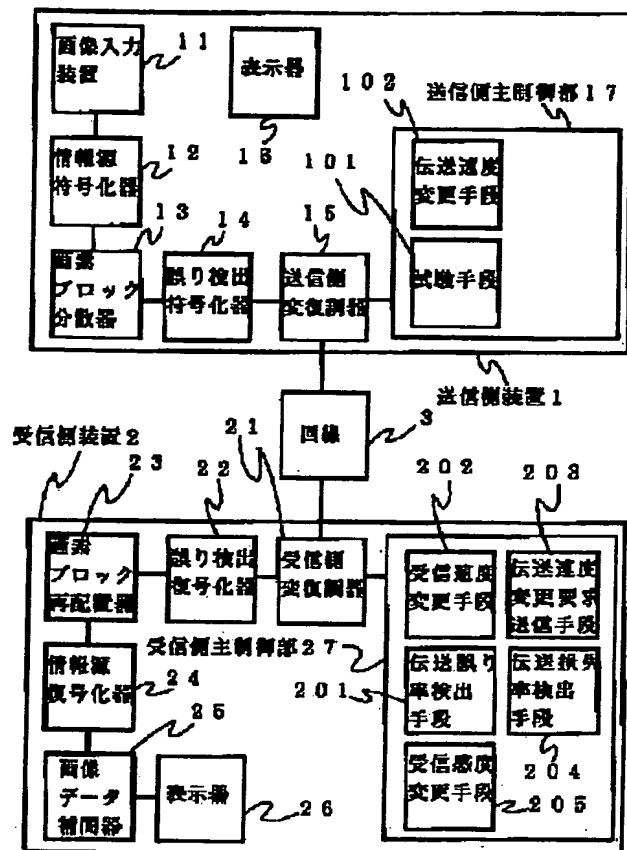 画像入力
装置
11
表示器
16
102
送信側主制御部17
伝送速度
変更手段
情報源
符号化器
12
101
13
14
15
画素
ブロック
分散器
誤り検出
符号化器
送信側
変復調器
試験手段
送信側装置1
回線
3
受信側装置2
21
23
22
202
203
画素
ブロック
再配置器
誤り検出
復号化器
受信側
変復調器
受信速度
変更手段
伝送速度
変更要求
送信手段
受信側主制御部27
情報源
復号化器
24
201
伝送誤り
率検出
手段
伝送損失
率検出
手段
25
204
画像
データ
補間器
表示器
26
受信感度
変更手段
205